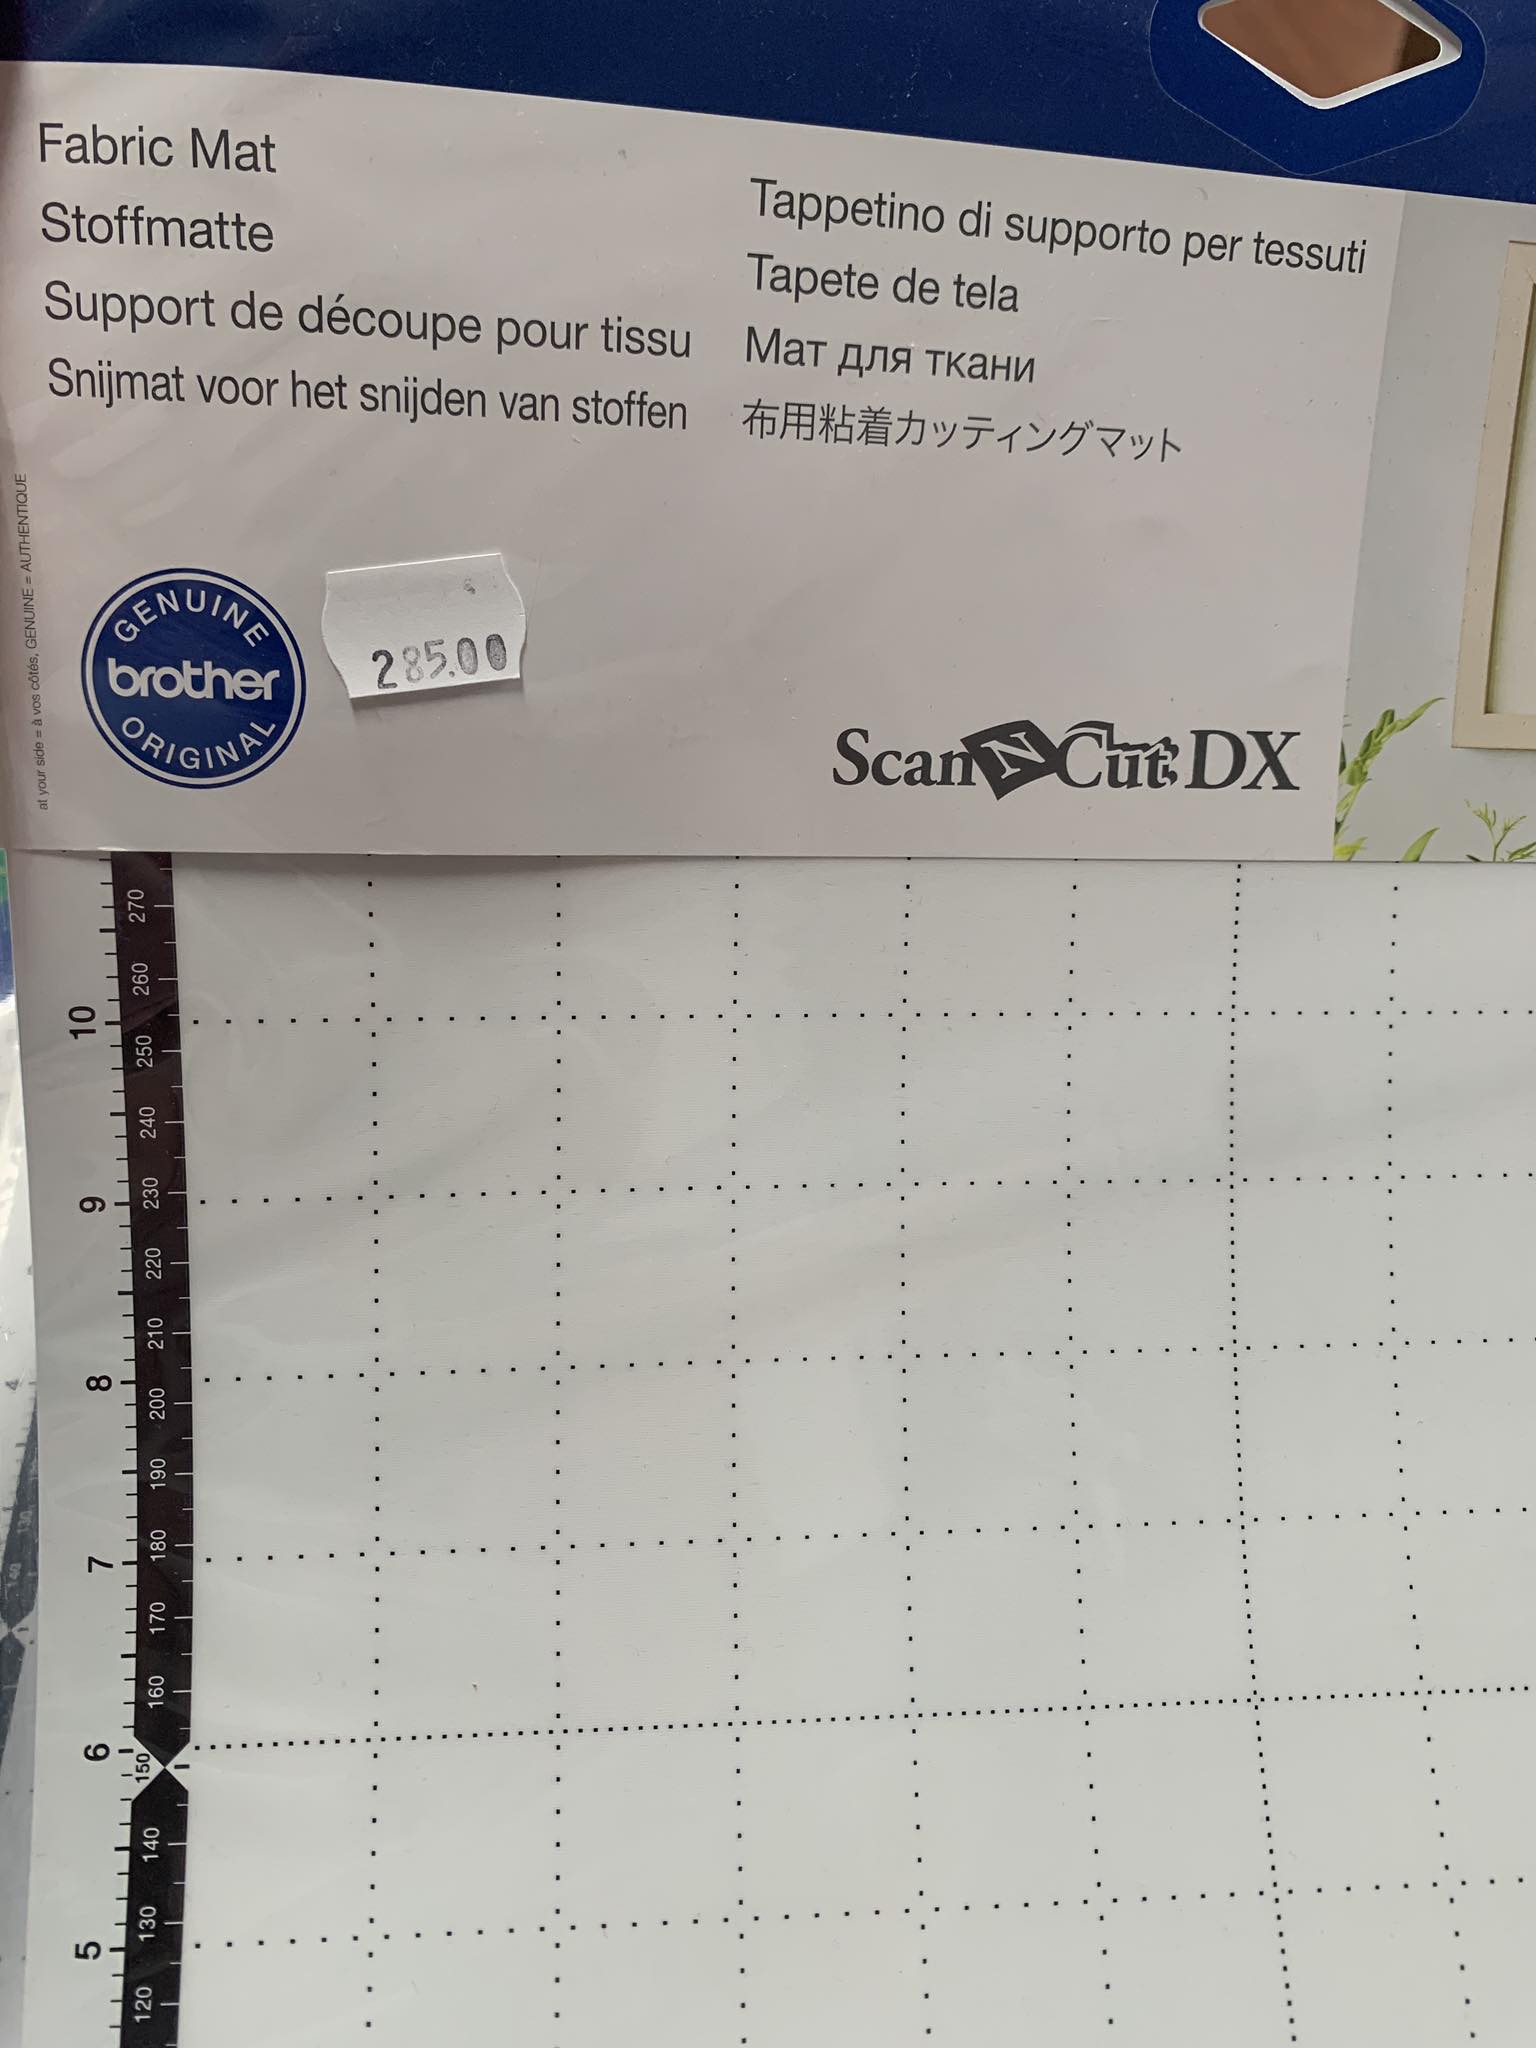 Fabric Mat
Stoffmatte
Support de découpe pour tissu
Snijmat voor het snijden van stoffen
Tappetino di supporto per tessuti
Tapete de tela
Мат для ткани
布用粘着カッティングマット
at your side = à vos côtés, GENUINE = AUTHENTIQUE
GENUINE
brother
ORIGINAL
285.00
ScanNCut DX
270
260
10
250
240
9
230
220
210
8
200
190
7
180
170
160
6
150
140
130
5
120